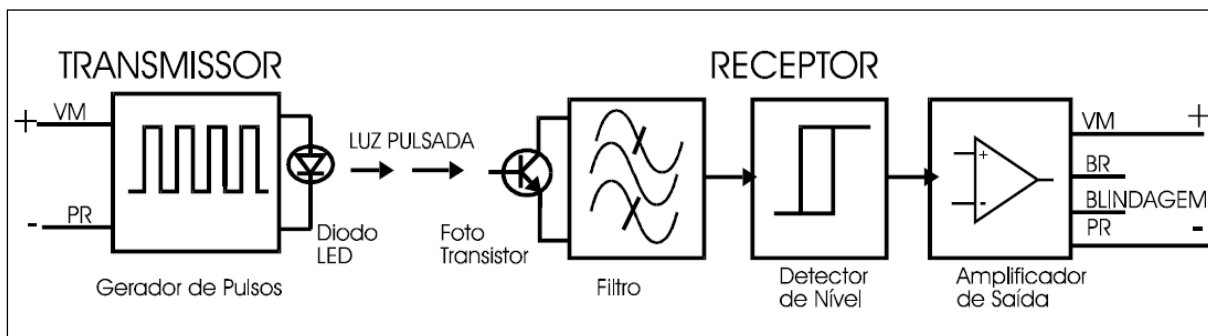 TRANSMISSOR
+ VM
- PR
Gerador de Pulsos
Diodo
LED
LUZ PULSADA
Foto
Transistor
RECEPTOR
Filtro
Detector
de Nível
+
-
Amplificador
de Saída
VM +
BR
BLINDAGEM
PR -